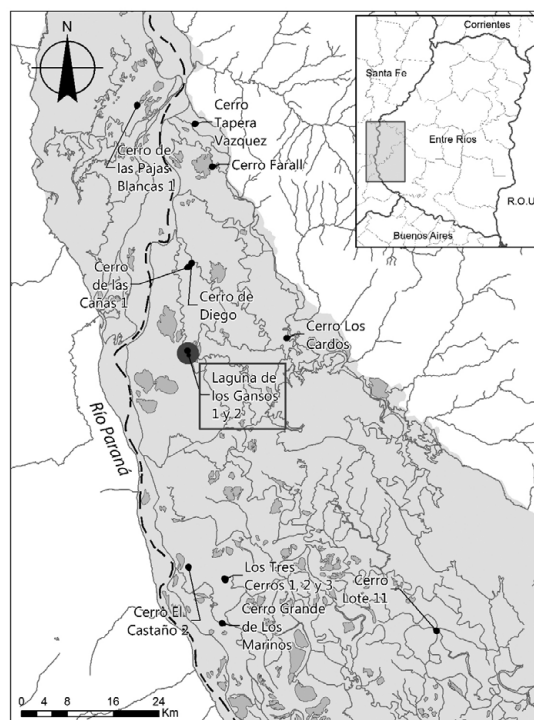 N
Cerro
Tapera
Vazquez
Cerro de
las Pajas
Blancas 1
Cerro Farall
Corrientes
Santa Fe
Entre Ríos
R.O.U
Buenos Aires
Cerro
de las
Cañas 1
Cerro de
Diego
Cerro Los
Cardos
Laguna de
los Gansos
1 y 2
Río Paraná
Los Tres
Cerros 1, 2 y 3
Cerro
Lote 11
Cerro El
Castaño 2
Cerro Grande
de Los
Marinos
0 4 8 16 24
Km